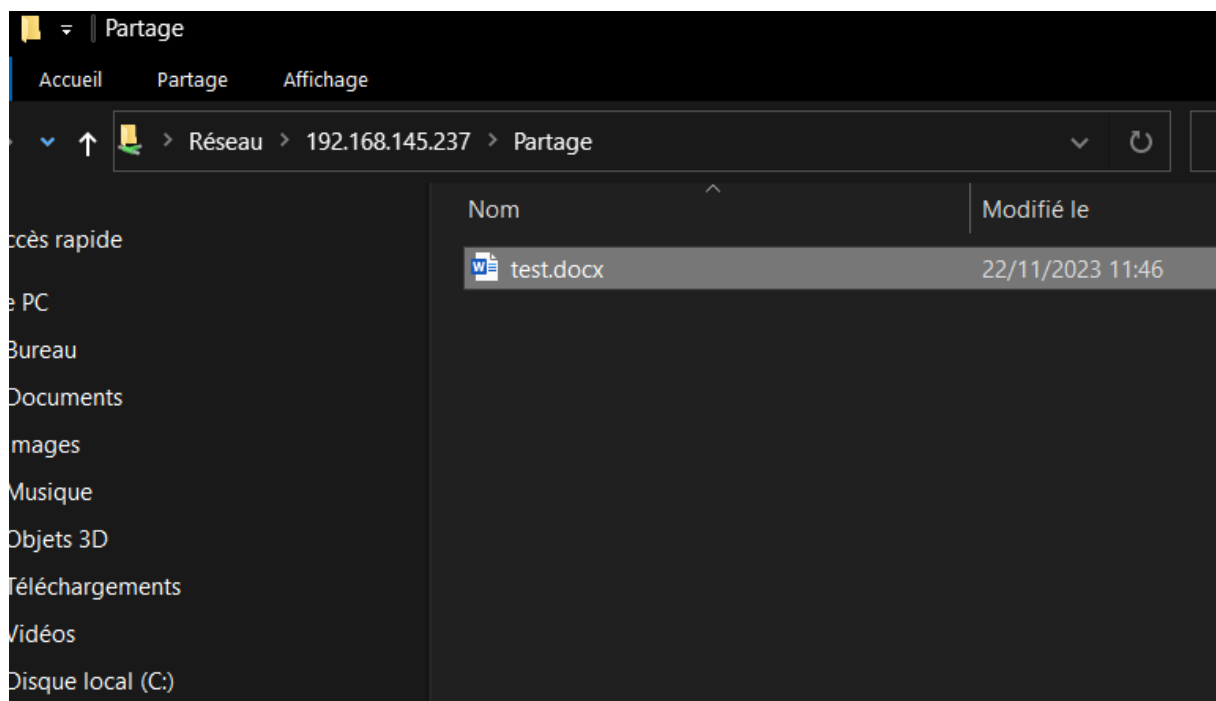 Partage
Accueil Partage Affichage
Réseau > 192.168.145.237 > Partage
Nom Modifié le
ccès rapide
test.docx 22/11/2023 11:46
e PC
Bureau
Documents
Images
Musique
Objets 3D
Téléchargements
Vidéos
Disque local (C:)